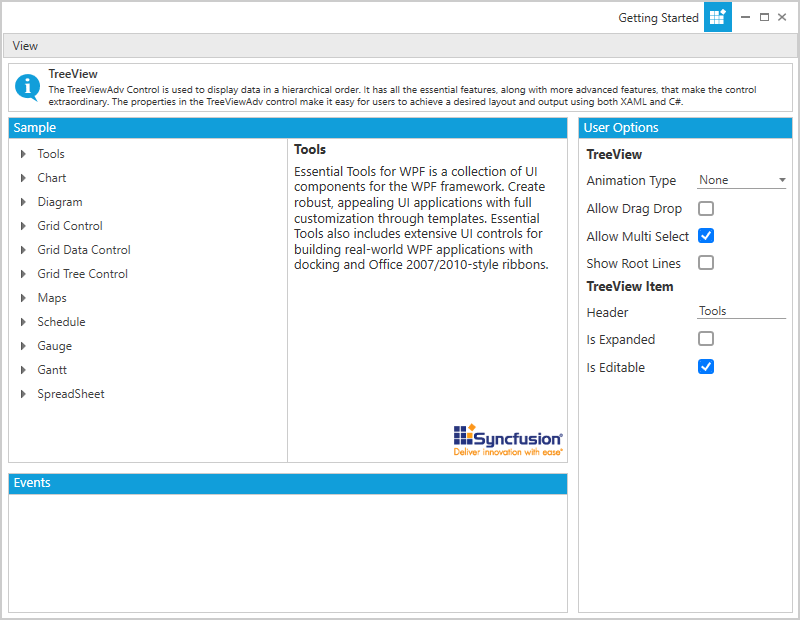 Getting Started
View
TreeView
The TreeViewAdv Control is used to display data in a hierarchical order. It has all the essential features, along with more advanced features, that make the control
extraordinary. The properties in the TreeViewAdv control make it easy for users to achieve a desired layout and output using both XAML and C#.
Sample
Tools
Chart
Diagram
Grid Control
Grid Data Control
Grid Tree Control
Maps
Schedule
Gauge
Gantt
SpreadSheet
Tools
Essential Tools for WPF is a collection of UI
components for the WPF framework. Create
robust, appealing UI applications with full
customization through templates. Essential
Tools also includes extensive UI controls for
building real-world WPF applications with
docking and Office 2007/2010-style ribbons.
Syncfusion
Deliver innovation with ease
Events
User Options
TreeView
Animation Type None
Allow Drag Drop
Allow Multi Select
Show Root Lines
TreeView Item
Header Tools
Is Expanded
Is Editable